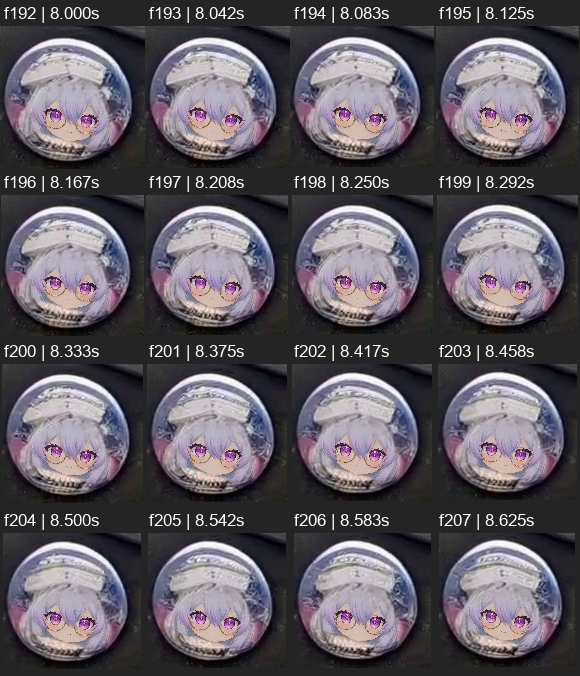 f192 | 8.000s f193 | 8.042s f194 | 8.083s f195 | 8.125s
f196 | 8.167s f197 | 8.208s f198 | 8.250s f199 | 8.292s
f200 | 8.333s f201 | 8.375s f202 | 8.417s f203 | 8.458s
f204 | 8.500s f205 | 8.542s f206 | 8.583s f207 | 8.625s